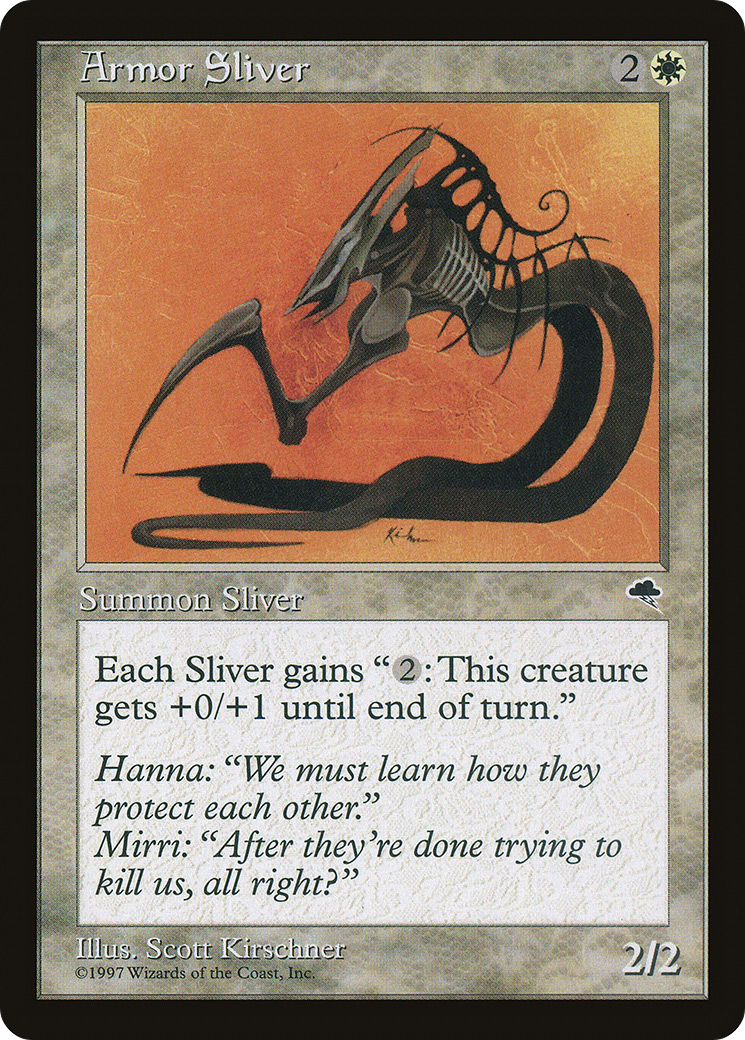 Armor Sliver 2
Summon Sliver
Each Sliver gains “2: This creature
gets +0/+1 until end of turn.”
Hanna: “We must learn how they
protect each other.”
Mirri: “After they’re done trying to
kill us, all right?”
Illus. Scott Kirschner
©1997 Wizards of the Coast, Inc.
2/2